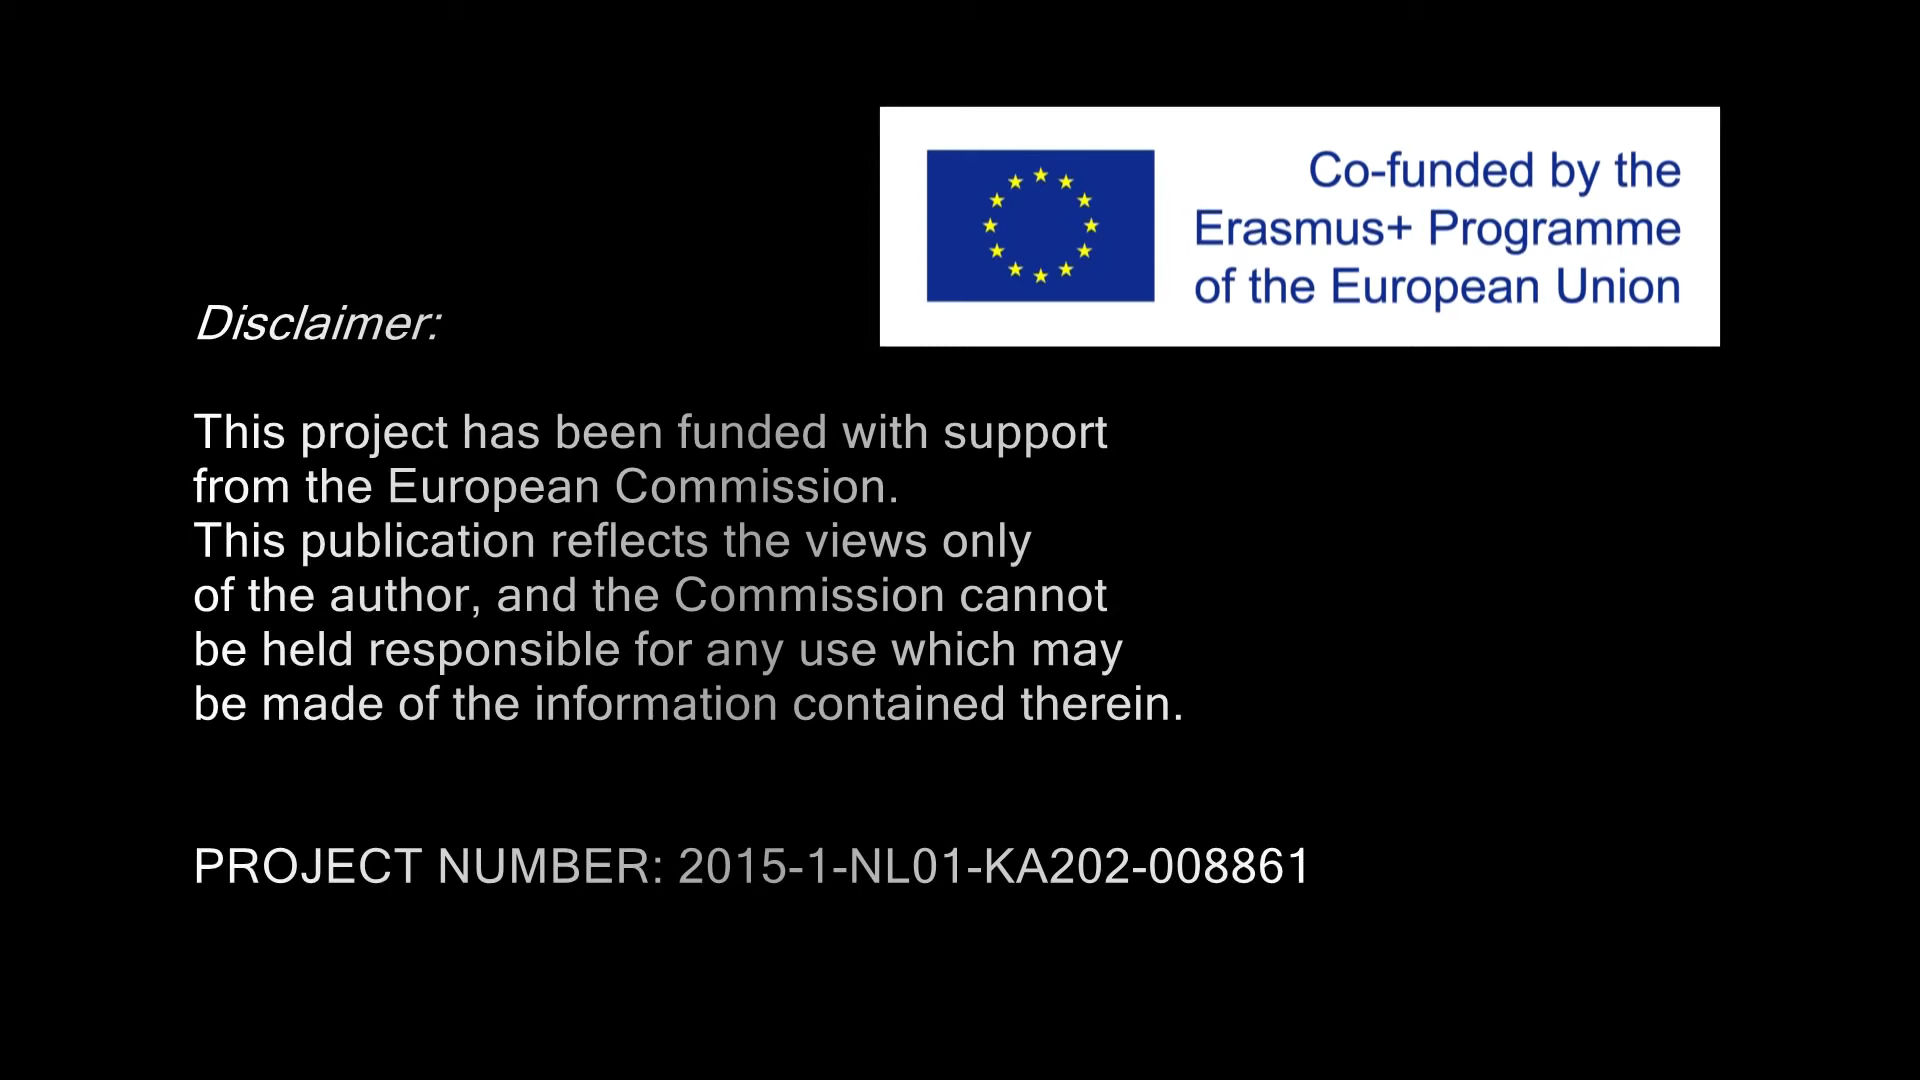 Co-funded by the
Erasmus+ Programme
of the European Union
Disclaimer:
This project has been funded with support
from the European Commission.
This publication reflects the views only
of the author, and the Commission cannot
be held responsible for any use which may
be made of the information contained therein.
PROJECT NUMBER: 2015-1-NL01-KA202-008861